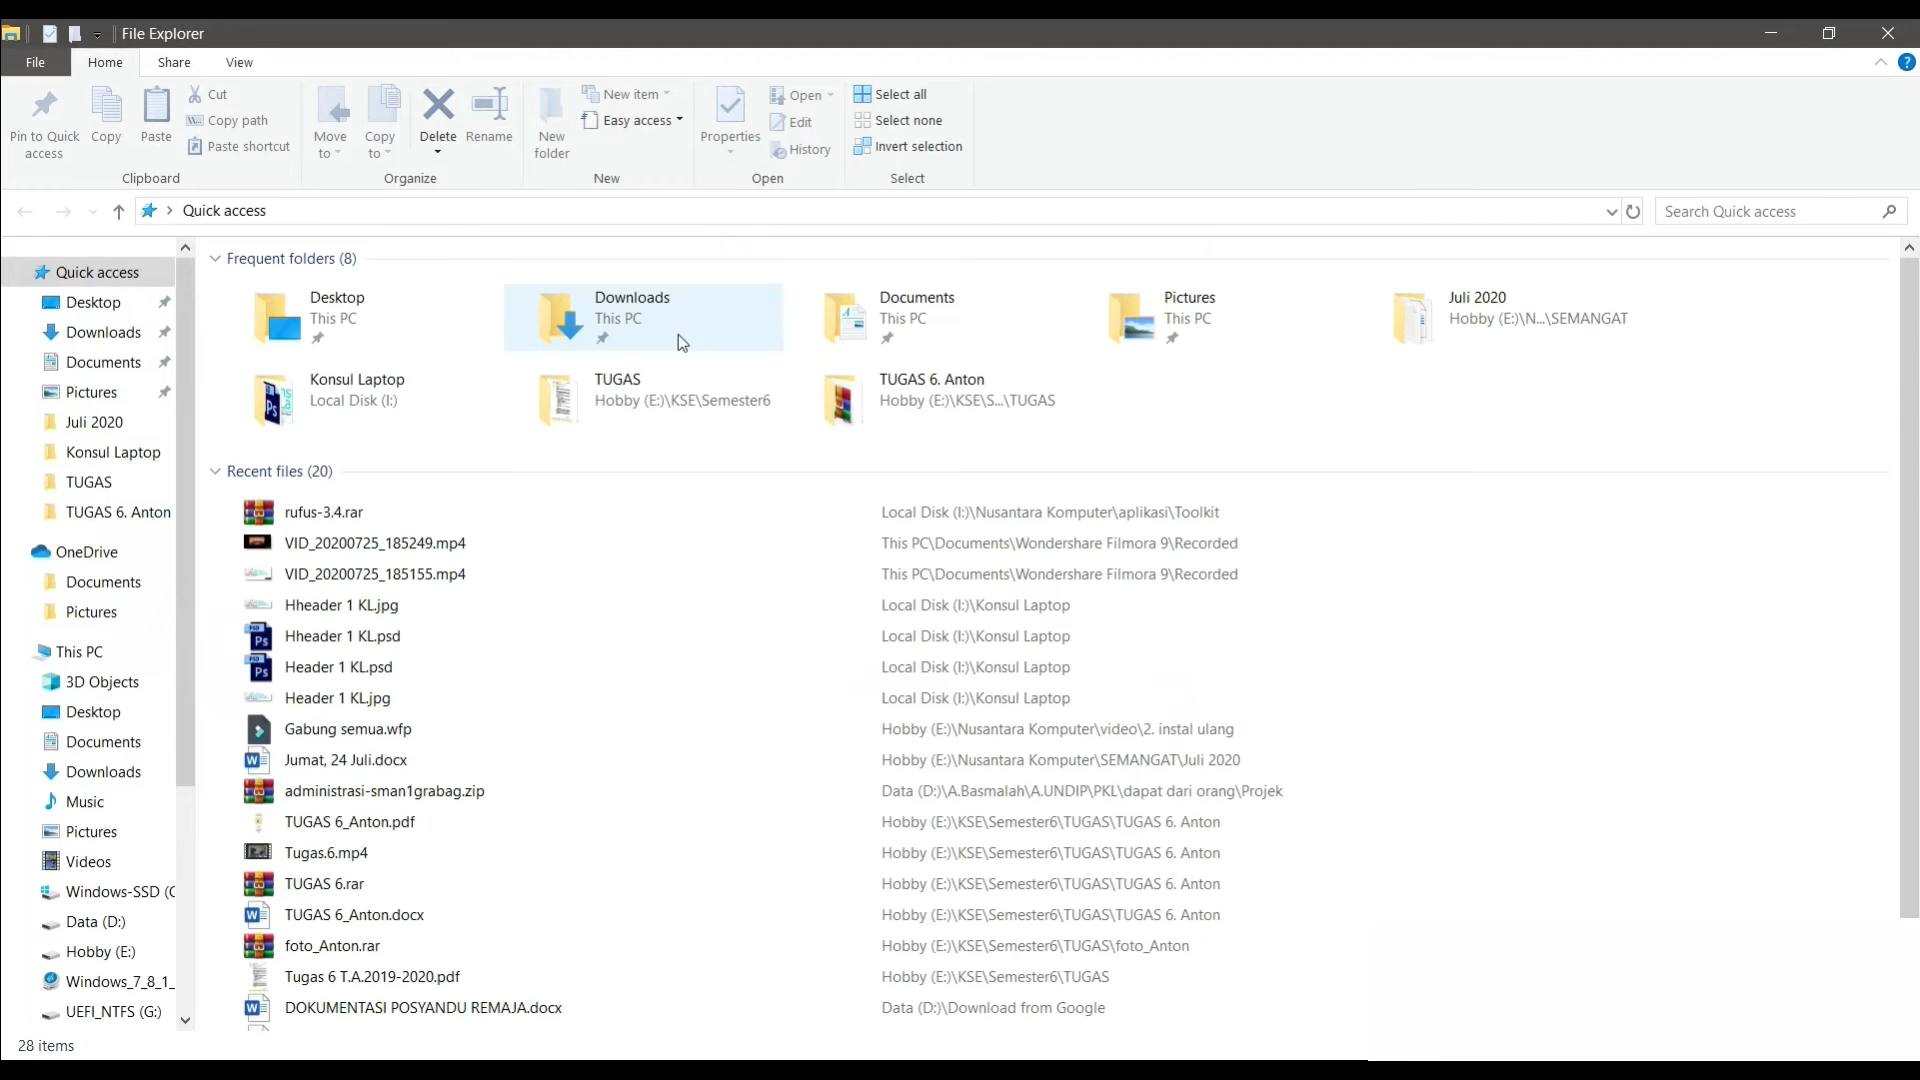 File Explorer
File Home Share View
Pin to Quick access
Copy
Paste
Cut
Copy path
Paste shortcut
Clipboard
Move to
Copy to
Delete
Rename
Organize
New folder
New item
Easy access
New
Properties
Open
Edit
History
Open
Select all
Select none
Invert selection
Select
Quick access
Search Quick access
Quick access
Desktop
Downloads
Documents
Pictures
Juli 2020
Konsul Laptop
TUGAS
TUGAS 6. Anton
OneDrive
Documents
Pictures
This PC
3D Objects
Desktop
Documents
Downloads
Music
Pictures
Videos
Windows-SSD (C
Data (D:)
Hobby (E:)
Windows_7_8_1_
UEFI_NTFS (G:)
Frequent folders (8)
Desktop
This PC
Downloads
This PC
Documents
This PC
Pictures
This PC
Juli 2020
Hobby (E:)\N...\SEMANGAT
Konsul Laptop
Local Disk (I:)
TUGAS
Hobby (E:)\KSE\Semester6
TUGAS 6. Anton
Hobby (E:)\KSE\S...\TUGAS
Recent files (20)
rufus-3.4.rar Local Disk (I:)\Nusantara Komputer\aplikasi\Toolkit
VID_20200725_185249.mp4 This PC\Documents\Wondershare Filmora 9\Recorded
VID_20200725_185155.mp4 This PC\Documents\Wondershare Filmora 9\Recorded
Hheader 1 KL.jpg Local Disk (I:)\Konsul Laptop
Hheader 1 KL.psd Local Disk (I:)\Konsul Laptop
Header 1 KL.psd Local Disk (I:)\Konsul Laptop
Header 1 KL.jpg Local Disk (I:)\Konsul Laptop
Gabung semua.wfp Hobby (E:)\Nusantara Komputer\video\2. instal ulang
Jumat, 24 Juli.docx Hobby (E:)\Nusantara Komputer\SEMANGAT\Juli 2020
administrasi-sman1grabag.zip Data (D:)\A.Basmalah\A.UNDIP\PKL\dapat dari orang\Projek
TUGAS 6_Anton.pdf Hobby (E:)\KSE\Semester6\TUGAS\TUGAS 6. Anton
Tugas.6.mp4 Hobby (E:)\KSE\Semester6\TUGAS\TUGAS 6. Anton
TUGAS 6.rar Hobby (E:)\KSE\Semester6\TUGAS\TUGAS 6. Anton
TUGAS 6_Anton.docx Hobby (E:)\KSE\Semester6\TUGAS\TUGAS 6. Anton
foto_Anton.rar Hobby (E:)\KSE\Semester6\TUGAS\foto_Anton
Tugas 6 T.A.2019-2020.pdf Hobby (E:)\KSE\Semester6\TUGAS
DOKUMENTASI POSYANDU REMAJA.docx Data (D:)\Download from Google
28 items